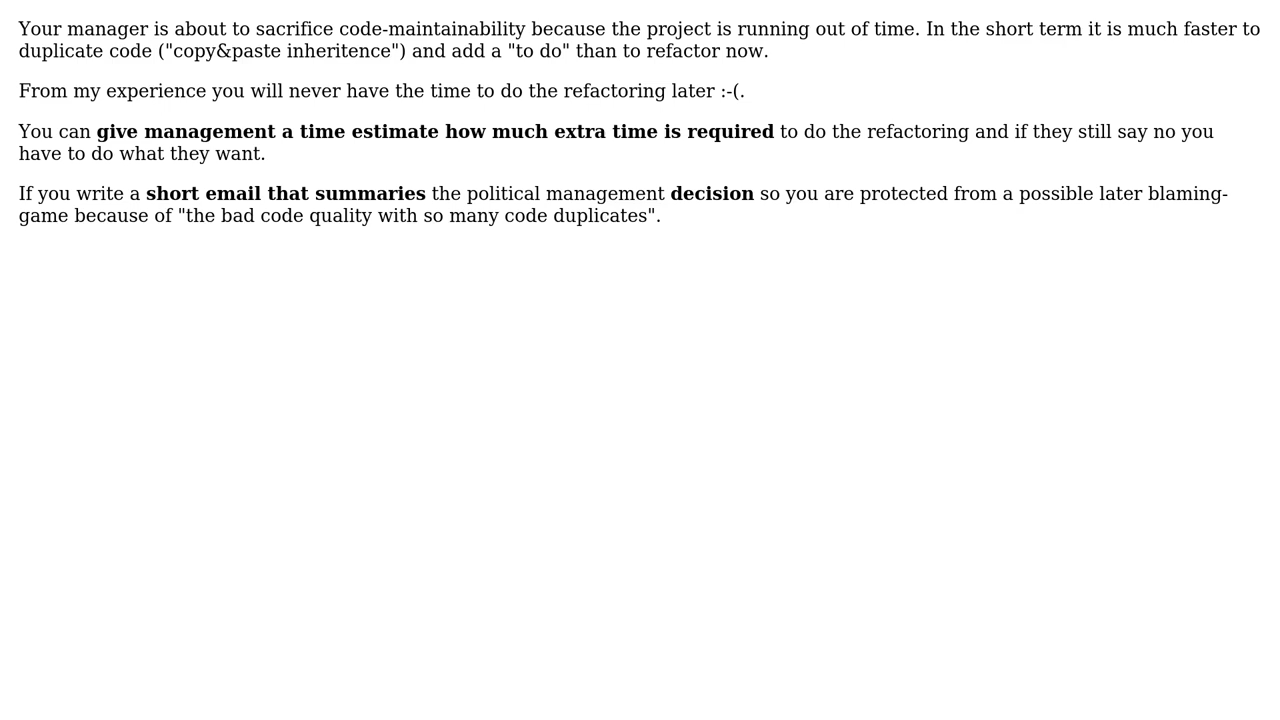 Your manager is about to sacrifice code-maintainability because the project is running out of time. In the short term it is much faster to
duplicate code ("copy&paste inheritence") and add a "to do" than to refactor now.
From my experience you will never have the time to do the refactoring later :-(.
You can give management a time estimate how much extra time is required to do the refactoring and if they still say no you
have to do what they want.
If you write a short email that summaries the political management decision so you are protected from a possible later blaming-
game because of "the bad code quality with so many code duplicates".